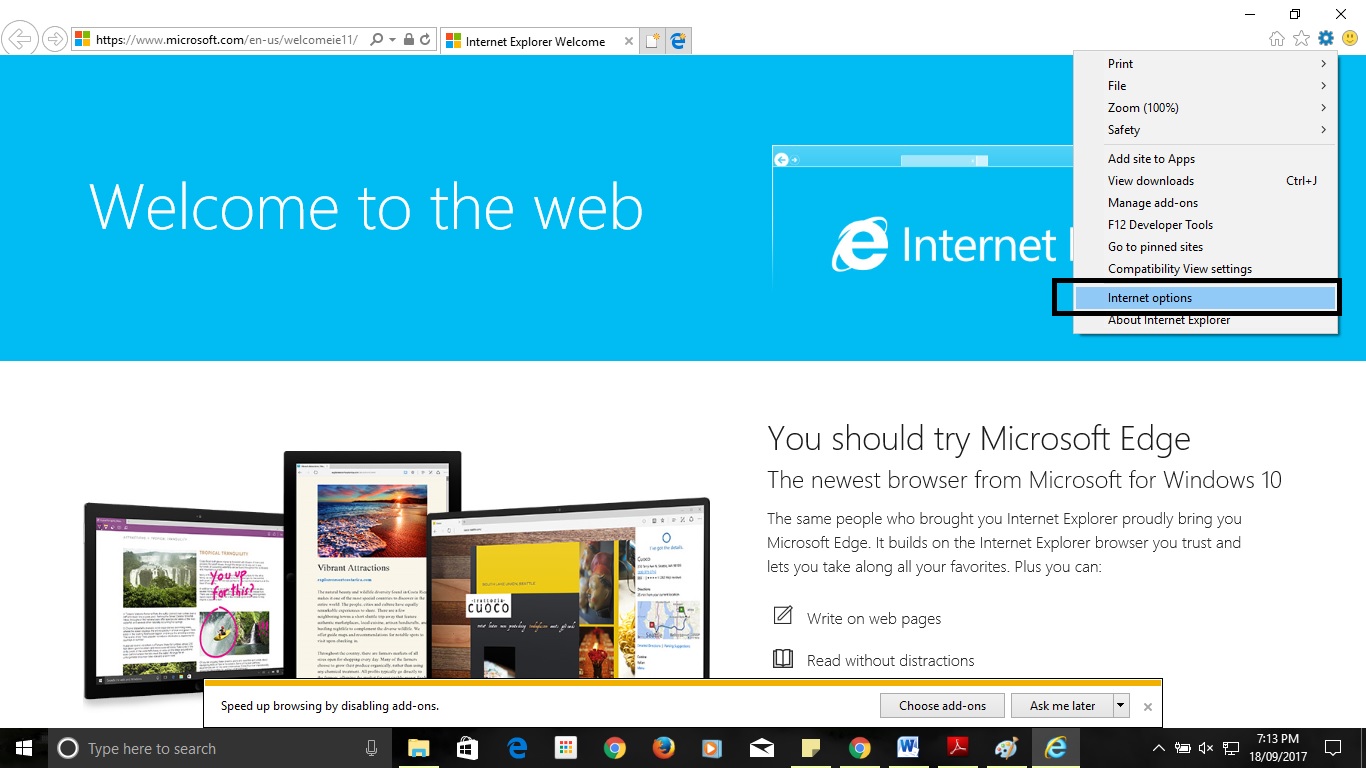 https://www.microsoft.com/en-us/welcomeie11/
Internet Explorer Welcome
Print
File
Zoom (100%)
Safety
Add site to Apps
View downloads Ctrl+J
Manage add-ons
F12 Developer Tools
Go to pinned sites
Compatibility View settings
Internet options
About Internet Explorer
Welcome to the web
Internet
You should try Microsoft Edge
The newest browser from Microsoft for Windows 10
The same people who brought you Internet Explorer proudly bring you
Microsoft Edge. It builds on the Internet Explorer browser you trust and
lets you take along all your favorites. Plus you can:
Write on web pages
Read without distractions
TROPICAL TRANQUILITY
You up
for this?
Vibrant Attractions
CUOCO
Cuoco
Seattle
Speed up browsing by disabling add-ons.
Choose add-ons
Ask me later
Type here to search
7:13 PM
18/09/2017